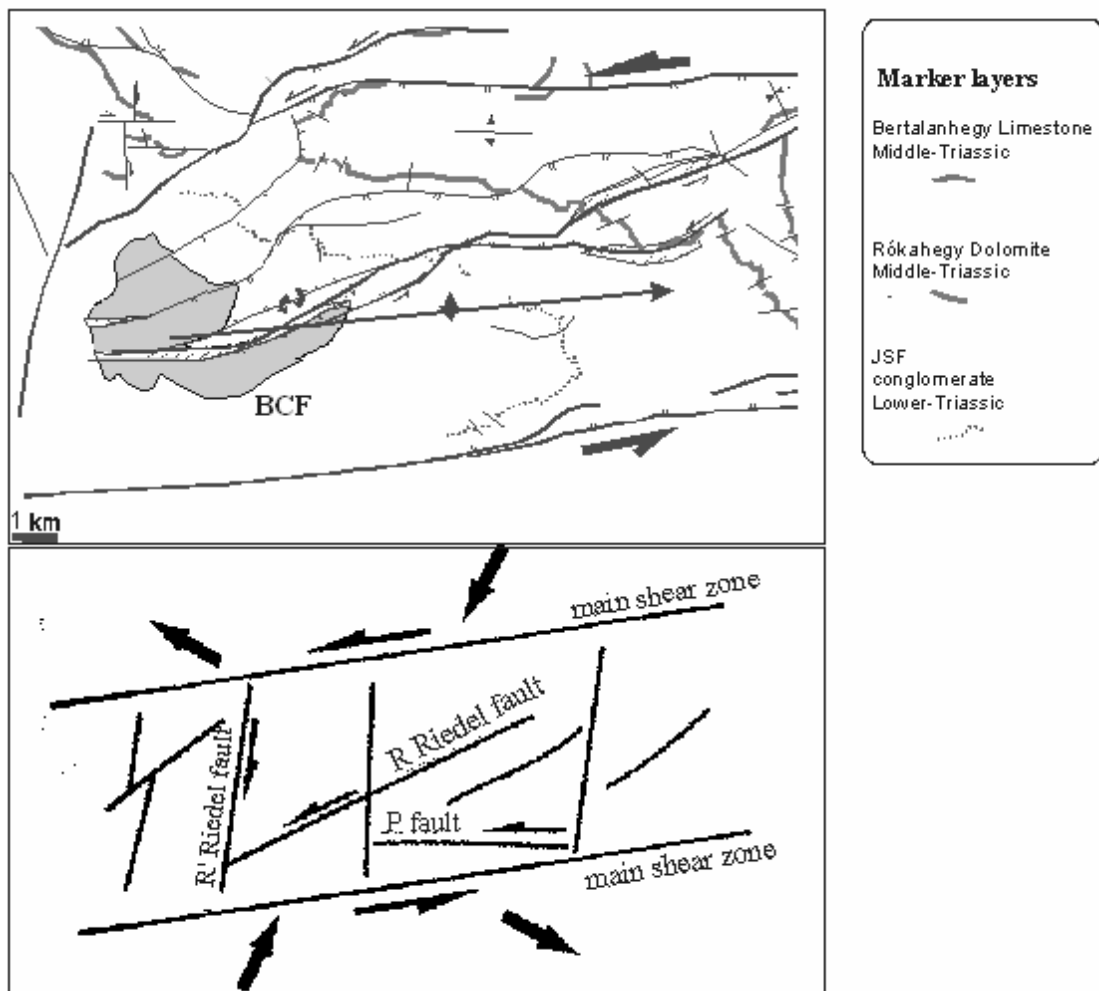 BCF
1 km
Marker layers
Bertalanhegy Limestone
Middle-Triassic
Rókahegy Dolomite
Middle-Triassic
JSF
conglomerate
Lower-Triassic
main shear zone
R' Riedel fault
R Riedel fault
P fault
main shear zone